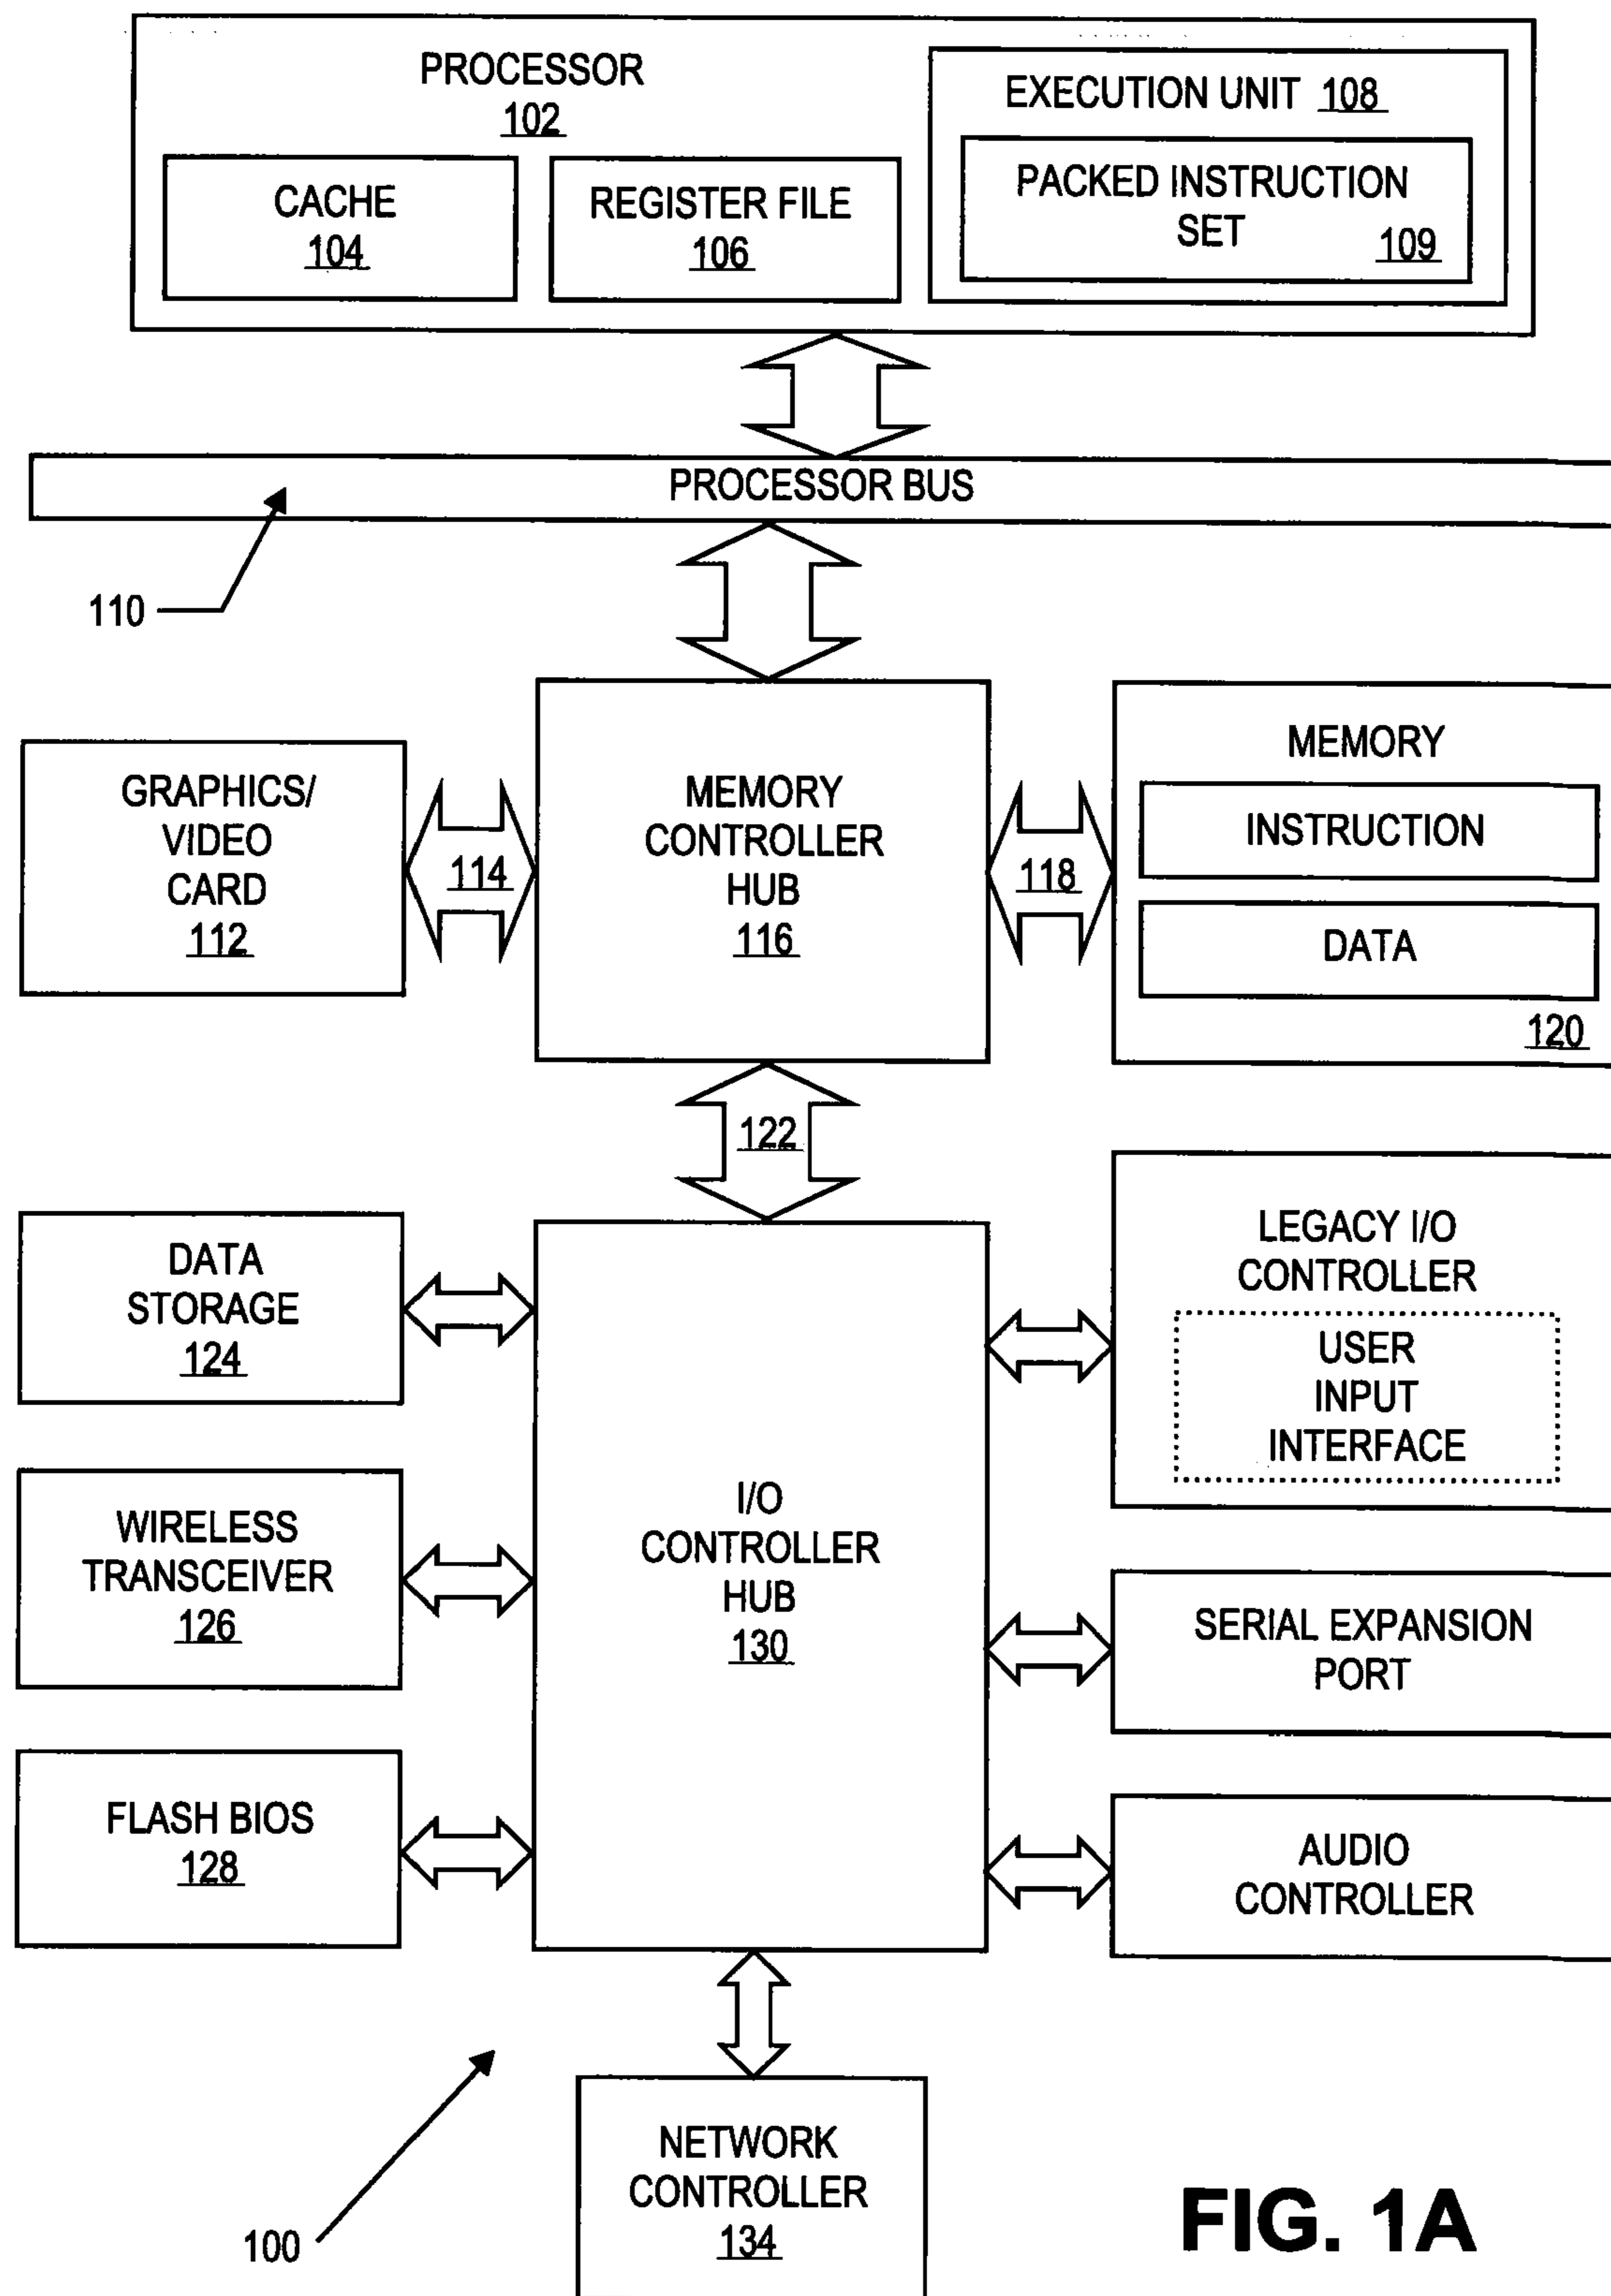 PROCESSOR
102
CACHE
104
REGISTER FILE
106
EXECUTION UNIT 108
PACKED INSTRUCTION
SET 109
PROCESSOR BUS
110
GRAPHICS/
VIDEO
CARD
112
114
MEMORY
CONTROLLER
HUB
116
118
MEMORY
INSTRUCTION
DATA
120
122
DATA
STORAGE
124
WIRELESS
TRANSCEIVER
126
FLASH BIOS
128
I/O
CONTROLLER
HUB
130
LEGACY I/O
CONTROLLER
USER
INPUT
INTERFACE
SERIAL EXPANSION
PORT
AUDIO
CONTROLLER
NETWORK
CONTROLLER
134
100
FIG. 1A